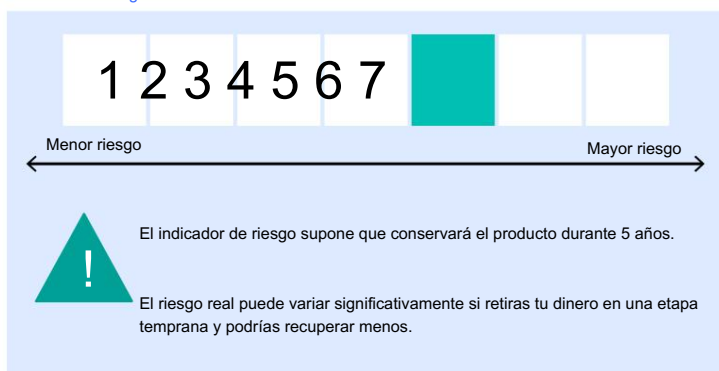 1 2 3 4 5 6 7
Menor riesgo
Mayor riesgo
!
El indicador de riesgo supone que conservará el producto durante 5 años.
El riesgo real puede variar significativamente si retiras tu dinero en una etapa
temprana y podrías recuperar menos.